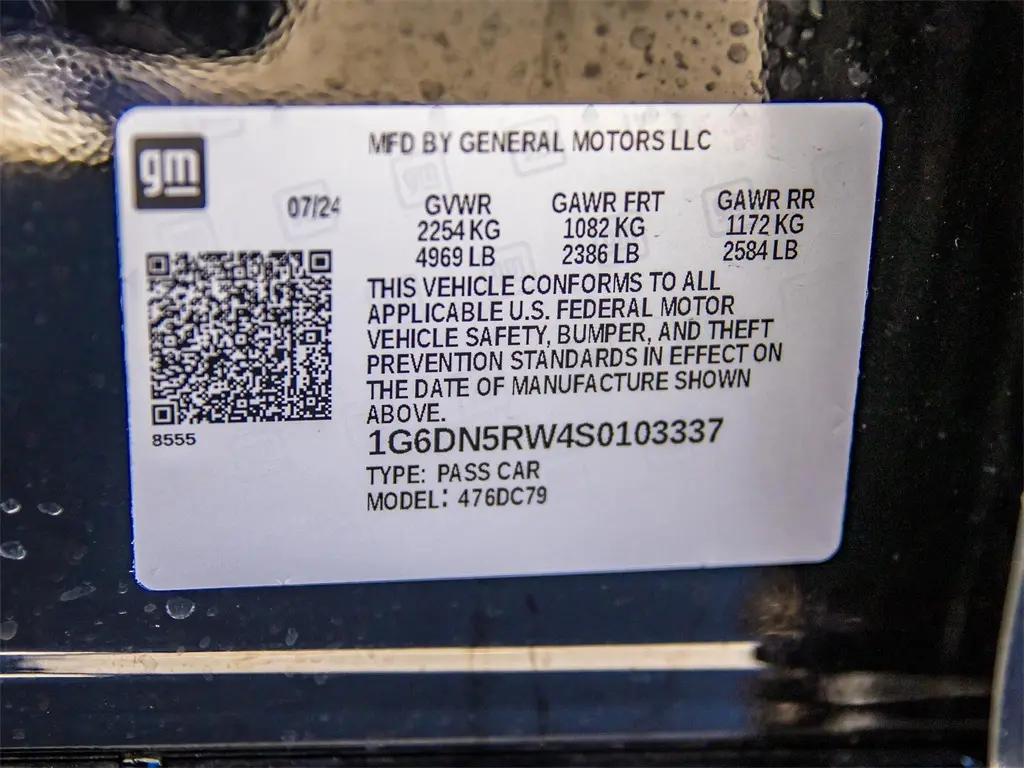 gm
MFD BY GENERAL MOTORS LLC
07/24 GVWR GAWR FRT GAWR RR
2254 KG 1082 KG 1172 KG
4969 LB 2386 LB 2584 LB
THIS VEHICLE CONFORMS TO ALL
APPLICABLE U.S. FEDERAL MOTOR
VEHICLE SAFETY, BUMPER, AND THEFT
PREVENTION STANDARDS IN EFFECT ON
THE DATE OF MANUFACTURE SHOWN
ABOVE.
8555
1G6DN5RW4S0103337
TYPE: PASS CAR
MODEL: 476DC79